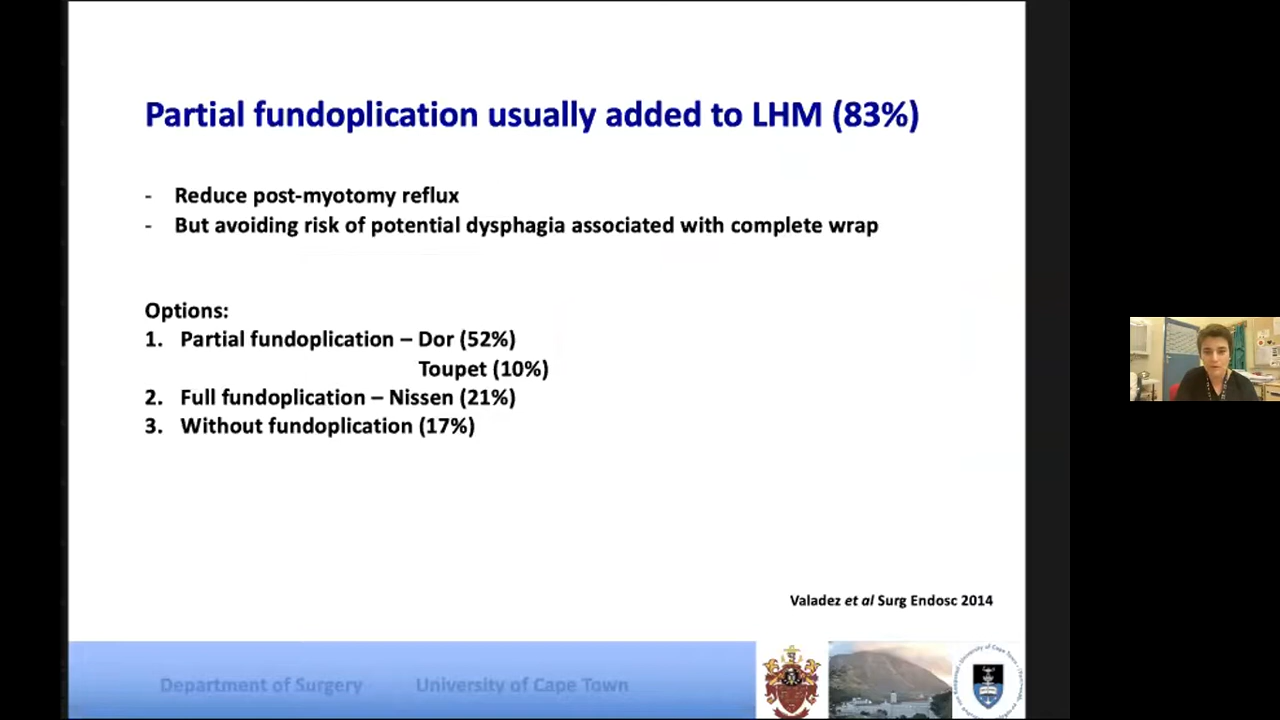 Partial fundoplication usually added to LHM (83%)
- Reduce post-myotomy reflux
- But avoiding risk of potential dysphagia associated with complete wrap
Options:
1. Partial fundoplication – Dor (52%)
Toupet (10%)
2. Full fundoplication – Nissen (21%)
3. Without fundoplication (17%)
Valadez et al Surg Endosc 2014
Department of Surgery University of Cape Town